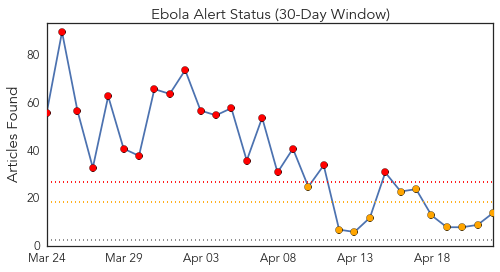 Ebola Alert Status (30-Day Window)
Articles Found
80
60
40
20
0
Mar 24 Mar 29 Apr 03 Apr 08 Apr 13 Apr 18